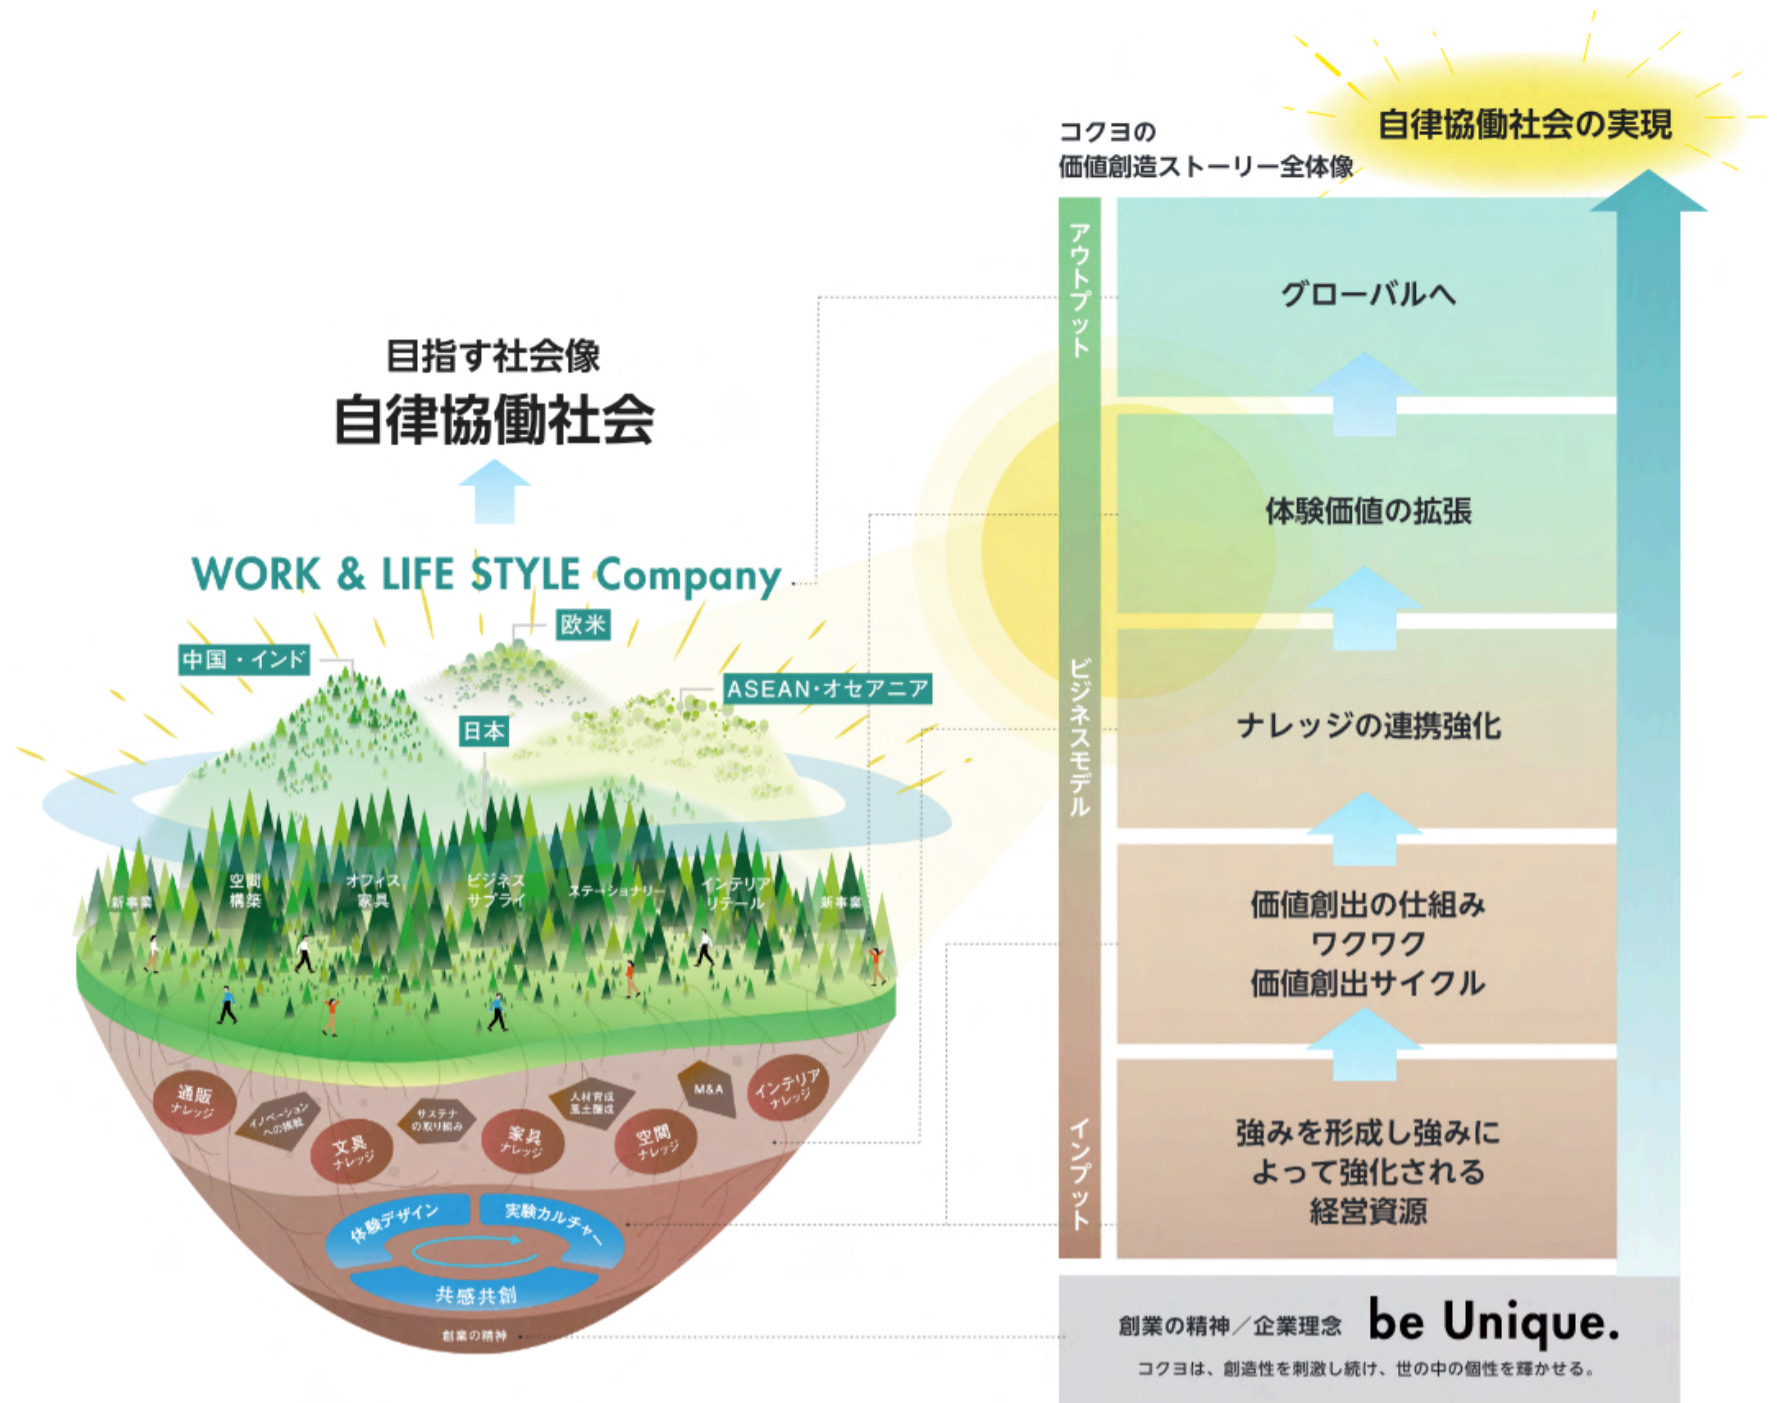 目指す社会像
自律協働社会
WORK & LIFE STYLE Company
欧米
中国・インド
ASEAN・オセアニア
日本
新事業
空間
構築
オフィス
家具
ビジネス
サプライ
ステーショナリー
インテリア
リテール
新事業
通販
ナレッジ
イノベーション
への挑戦
文具
ナレッジ
サステナ
の取り組み
家具
ナレッジ
人材育成
風土醸成
空間
ナレッジ
M&A
インテリア
ナレッジ
体験デザイン
実験カルチャー
共感共創
創業の精神
コクヨの
価値創造ストーリー全体像
自律協働社会の実現
アウトプット
ビジネスモデル
インプット
グローバルへ
体験価値の拡張
ナレッジの連携強化
価値創出の仕組み
ワクワク
価値創出サイクル
強みを形成し強みに
よって強化される
経営資源
創業の精神／企業理念 be Unique.
コクヨは、創造性を刺激し続け、世の中の個性を輝かせる。